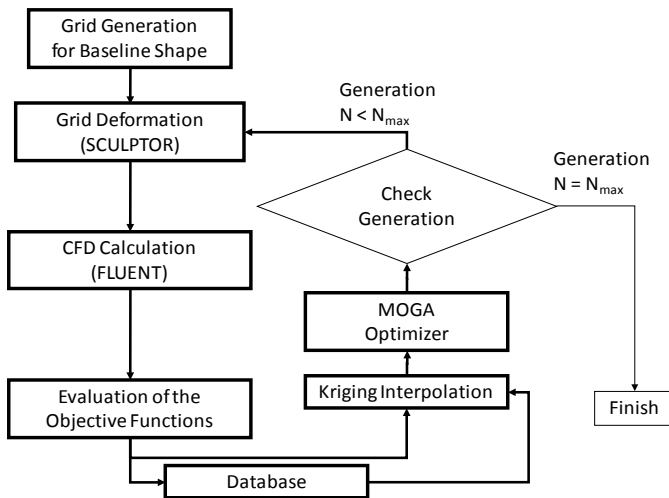 Grid Generation
for Baseline Shape
Grid Deformation
(SCULPTOR)
CFD Calculation
(FLUENT)
Evaluation of the
Objective Functions
Database
Kriging Interpolation
MOGA
Optimizer
Check
Generation
Generation
N < Nmax
Generation
N = Nmax
Finish